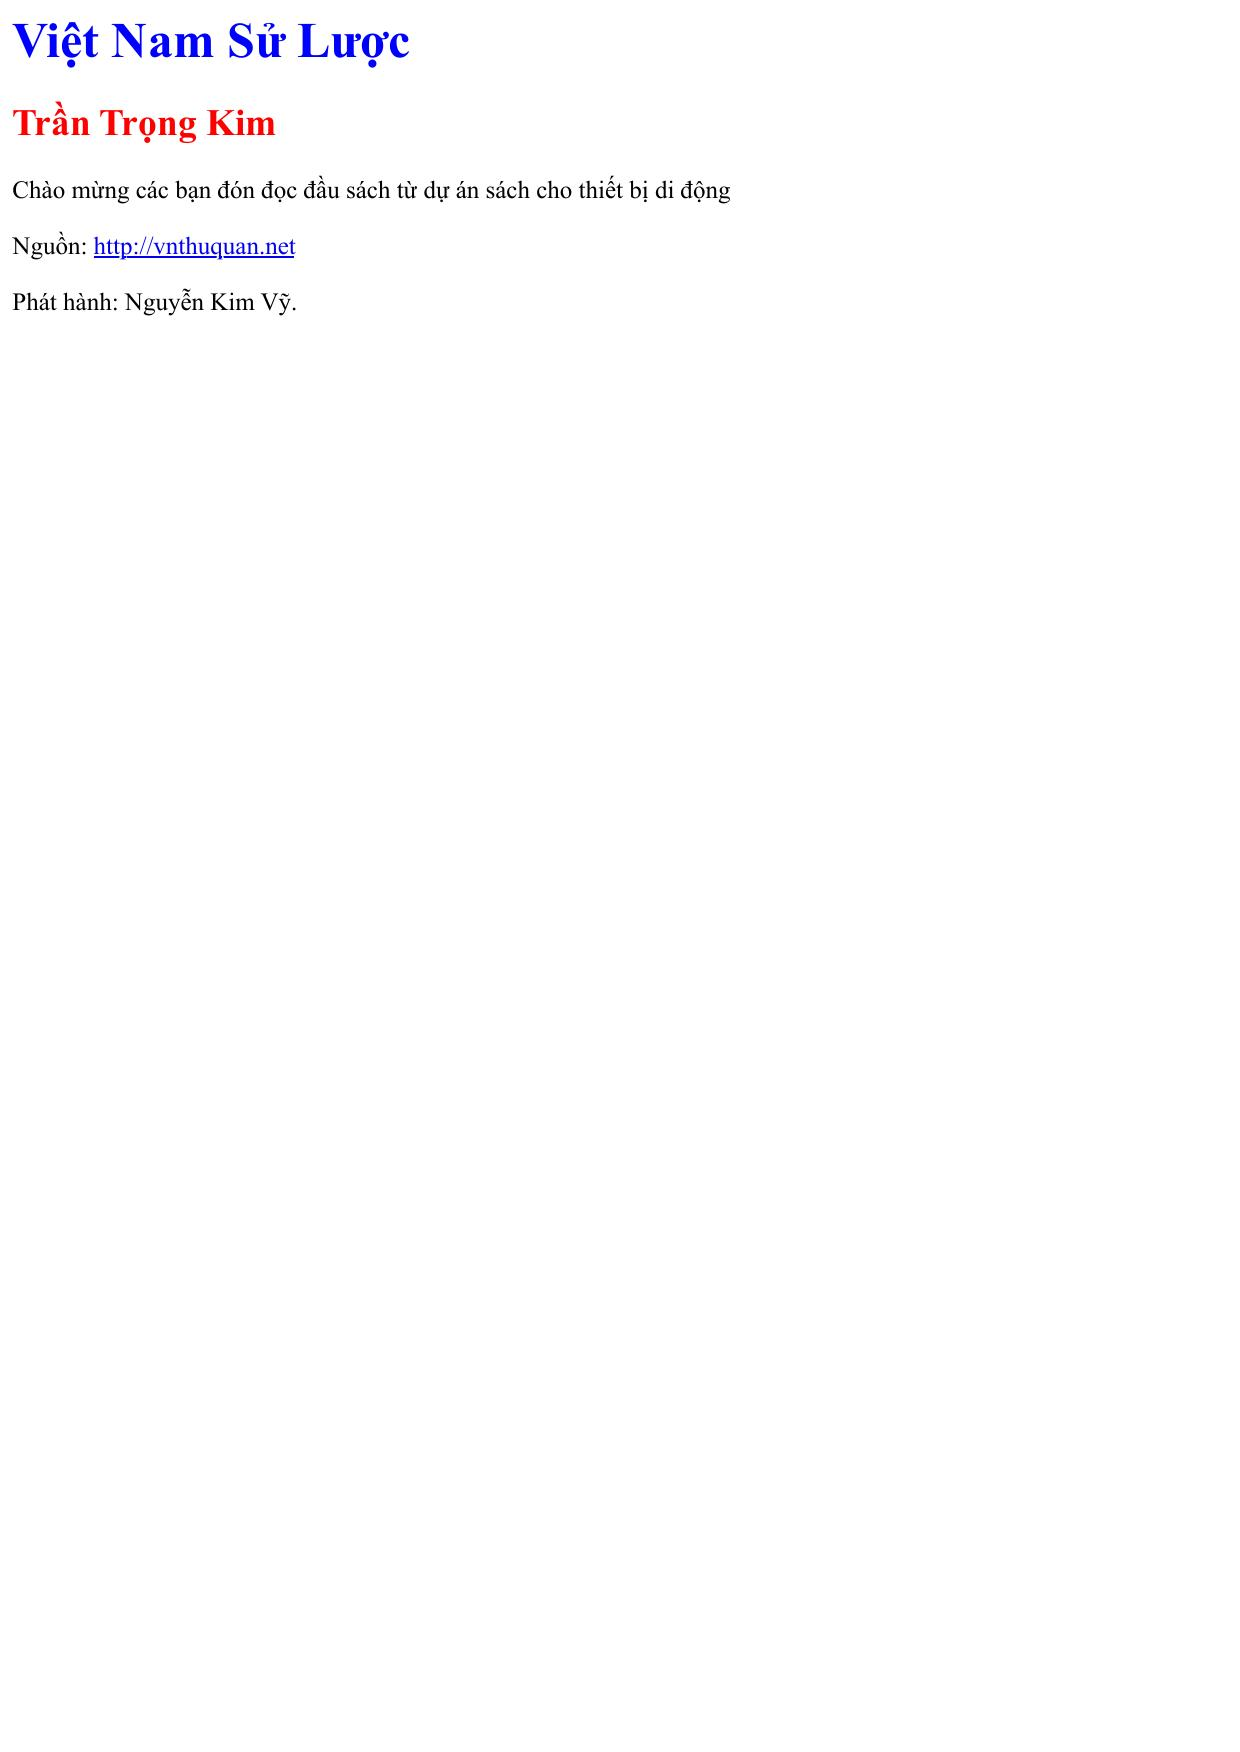 Việt Nam Sử Lược
Trần Trọng Kim
Chào mừng các bạn đón đọc đầu sách từ dự án sách cho thiết bị di động
Nguồn: http://vnthuquan.net
Phát hành: Nguyễn Kim Vỹ.